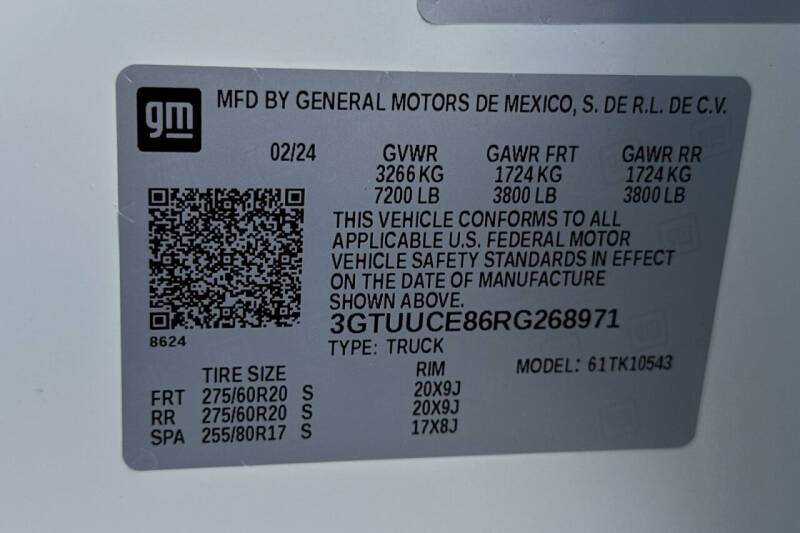 gm
MFD BY GENERAL MOTORS DE MEXICO, S. DE R.L. DE C.V.
02/24 GVWR GAWR FRT GAWR RR
3266 KG 1724 KG 1724 KG
7200 LB 3800 LB 3800 LB
THIS VEHICLE CONFORMS TO ALL
APPLICABLE U.S. FEDERAL MOTOR
VEHICLE SAFETY STANDARDS IN EFFECT
ON THE DATE OF MANUFACTURE
SHOWN ABOVE.
8624
3GTUUCE86RG268971
TYPE: TRUCK
MODEL: 61TK10543
TIRE SIZE RIM
FRT 275/60R20 S 20X9J
RR 275/60R20 S 20X9J
SPA 255/80R17 S 17X8J